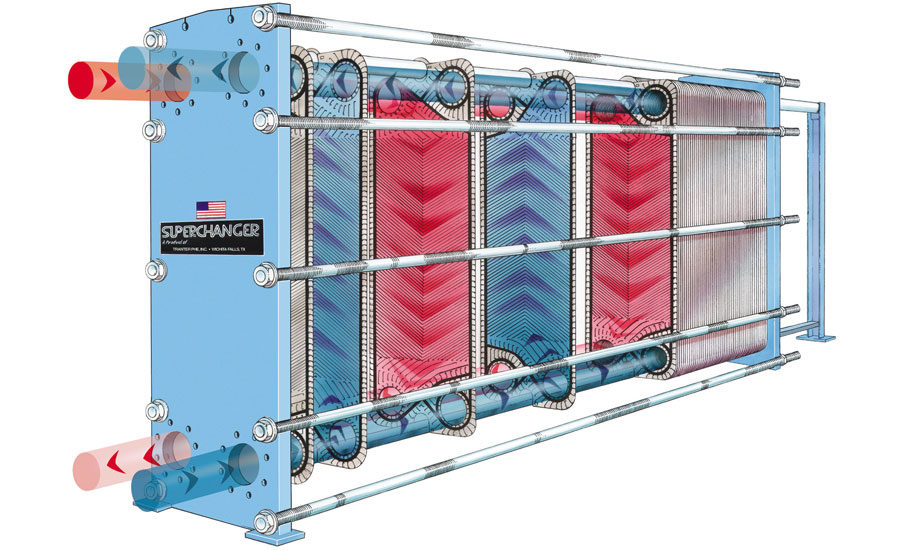 SUPERCHANGER
A Product of
TRANTER PHE, INC. • WICHITA FALLS, TX